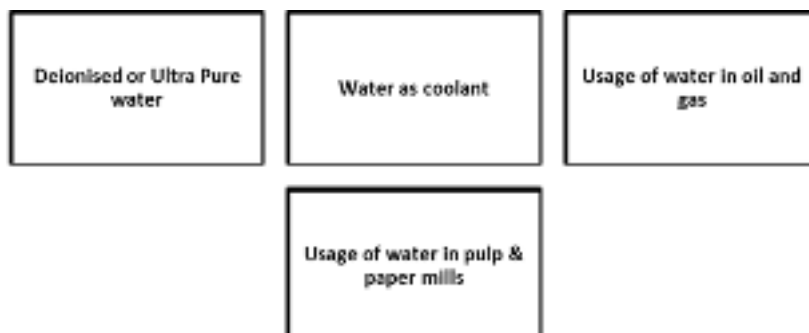 Deionised or Ultra Pure
water
Water as coolant
Usage of water in oil and
gas
Usage of water in pulp &
paper mills